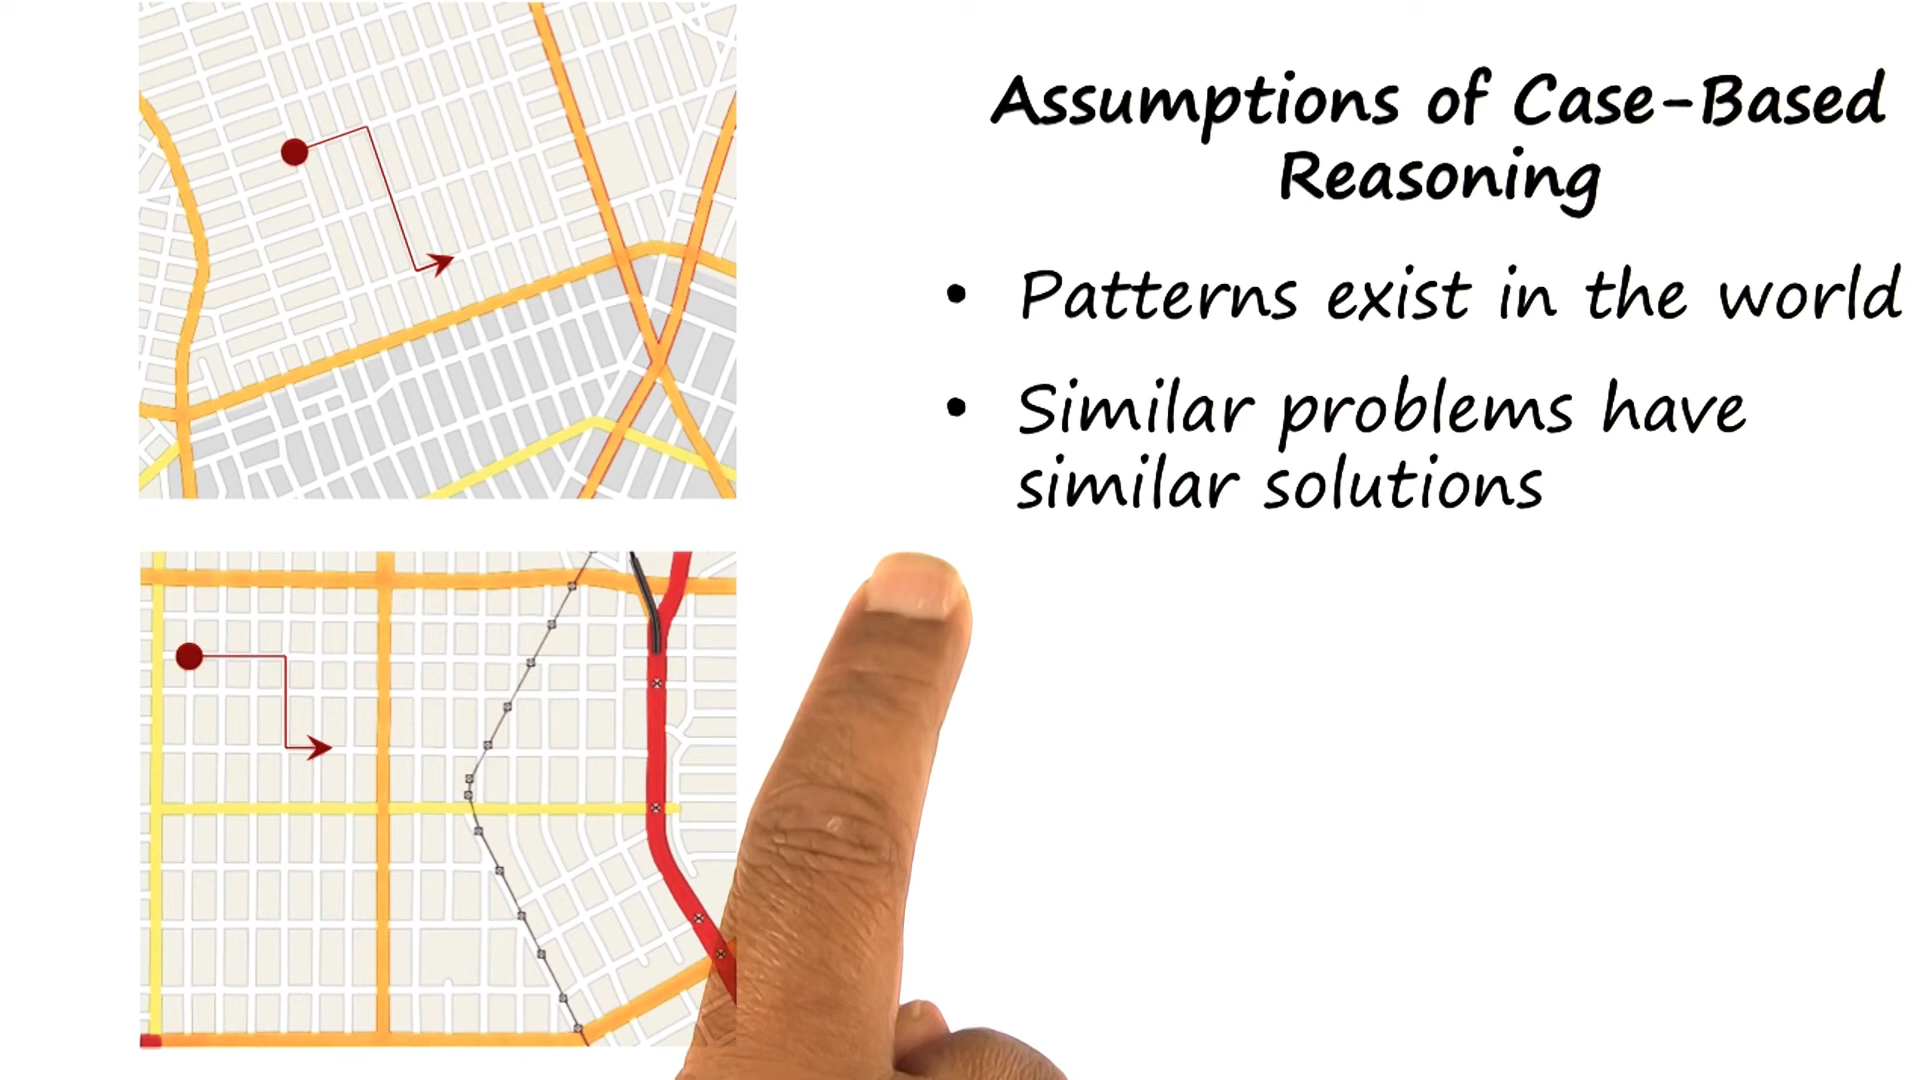 Assumptions of Case-Based
Reasoning
• Patterns exist in the world
• Similar problems have
similar solutions